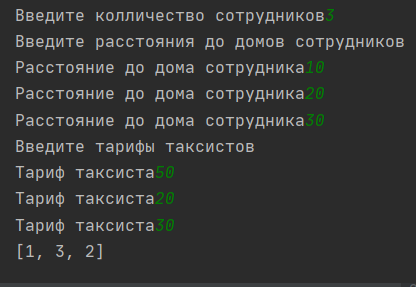 Введите колличество сотрудников3
Введите расстояния до домов сотрудников
Расстояние до дома сотрудника10
Расстояние до дома сотрудника20
Расстояние до дома сотрудника30
Введите тарифы таксистов
Тариф таксиста50
Тариф таксиста20
Тариф таксиста30
[1, 3, 2]